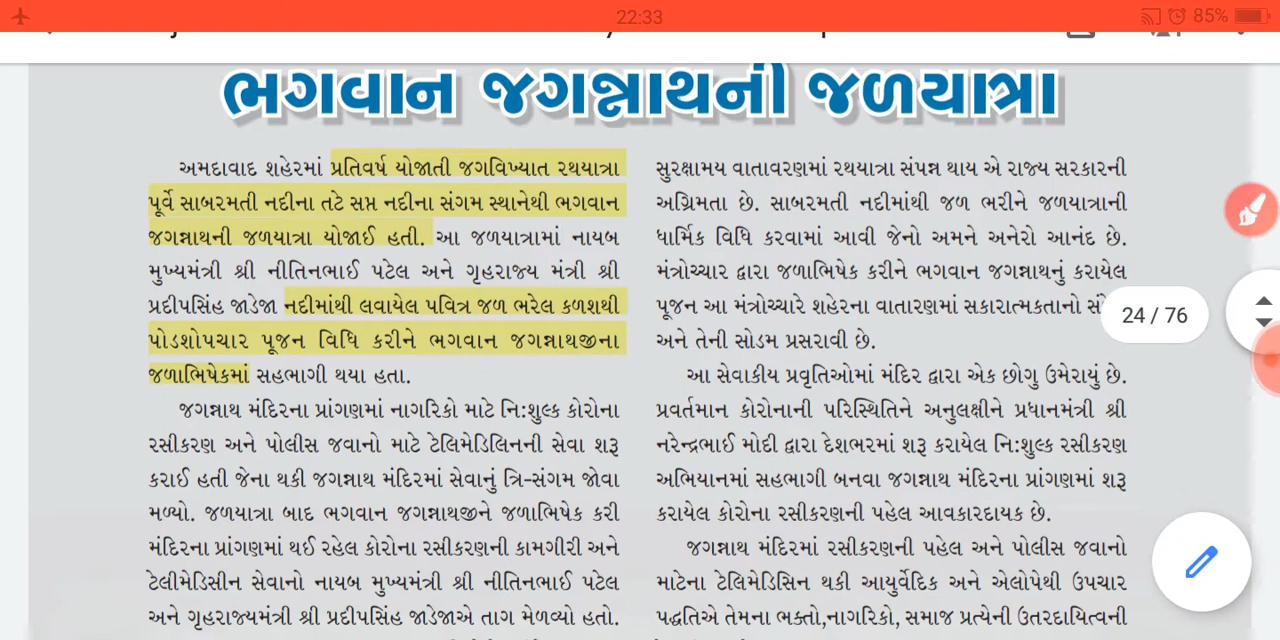 22:33
85%
ભગવાન જગન્નાથની જળયાત્રા
અમદાવાદ શહેરમાં પ્રતિવર્ષ યોજાતી જગવિખ્યાત રથયાત્રા
પૂર્વે સાબરમતી નદીના તટે સપ્ત નદીના સંગમ સ્થાનેથી ભગવાન
જગન્નાથની જળયાત્રા યોજાઈ હતી. આ જળયાત્રામાં નાયબ
મુખ્યમંત્રી શ્રી નીતિનભાઈ પટેલ અને ગૃહરાજ્ય મંત્રી શ્રી
પ્રદીપસિંહ જાડેજા નદીમાંથી લવાયેલ પવિત્ર જળ ભરેલ કળશથી
પોડશોપચાર પૂજન વિધિ કરીને ભગવાન જગન્નાથજીના
જળાભિષેકમાં સહભાગી થયા હતા.
જગન્નાથ મંદિરના પ્રાંગણમાં નાગરિકો માટે નિ:શુલ્ક કોરોના
રસીકરણ અને પોલીસ જવાનો માટે ટેલિમેડિલિનની સેવા શરૂ
કરાઈ હતી જેના થકી જગન્નાથ મંદિરમાં સેવાનું ત્રિ-સંગમ જોવા
મળ્યો. જળયાત્રા બાદ ભગવાન જગન્નાથજીને જળાભિષેક કરી
મંદિરના પ્રાંગણમાં થઈ રહેલ કોરોના રસીકરણની કામગીરી અને
ટેલીમેડિસીન સેવાનો નાયબ મુખ્યમંત્રી શ્રી નીતિનભાઈ પટેલ
અને ગૃહરાજ્યમંત્રી શ્રી પ્રદીપસિંહ જાડેજાએ તાગ મેળવ્યો હતો.
સુરક્ષામય વાતાવરણમાં રથયાત્રા સંપન્ન થાય એ રાજ્ય સરકારની
અગ્રિમતા છે. સાબરમતી નદીમાંથી જળ ભરીને જળયાત્રાની
ધાર્મિક વિધિ કરવામાં આવી જેનો અમને અનેરો આનંદ છે.
મંત્રોચ્ચાર દ્વારા જળાભિષેક કરીને ભગવાન જગન્નાથનું કરાયેલ
પૂજન આ મંત્રોચ્ચારે શહેરના વાતારણમાં સકારાત્મકતાનો
અને તેની સોડમ પ્રસરાવી છે.
આ સેવાકીય પ્રવૃતિઓમાં મંદિર દ્વારા એક છોગુ ઉમેરાયું છે.
પ્રવર્તમાન કોરોનાની પરિસ્થિતિને અનુલક્ષીને પ્રધાનમંત્રી શ્રી
નરેન્દ્રભાઈ મોદી દ્વારા દેશભરમાં શરૂ કરાયેલ નિ:શુલ્ક રસીકરણ
અભિયાનમાં સહભાગી બનવા જગન્નાથ મંદિરના પ્રાંગણમાં શરૂ
કરાયેલ કોરોના રસીકરણની પહેલ આવકારદાયક છે.
જગન્નાથ મંદિરમાં રસીકરણની પહેલ અને પોલીસ જવાનો
માટેના ટેલિમેડિસિન થકી આયુર્વેદિક અને એલોપેથી ઉપચાર
પદ્ધતિએ તેમના ભક્તો,નાગરિકો, સમાજ પ્રત્યેની ઉતરદાયિત્વની
24 / 76